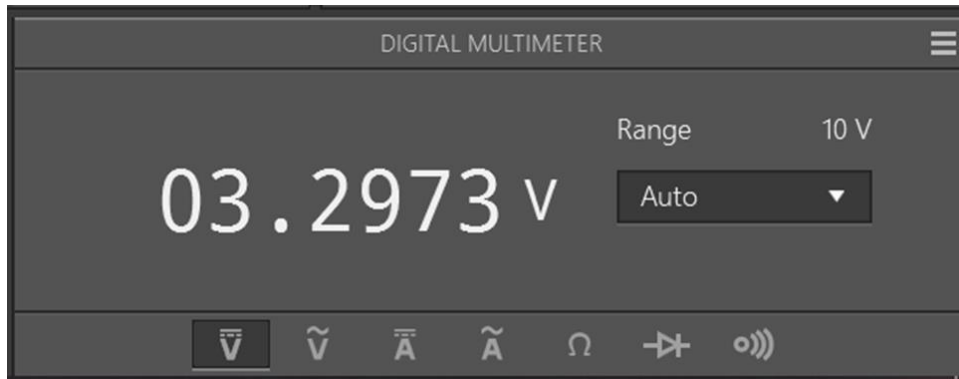 DIGITAL MULTIMETER
Range 10 V
03.2973 V
Auto
V V A A Ω